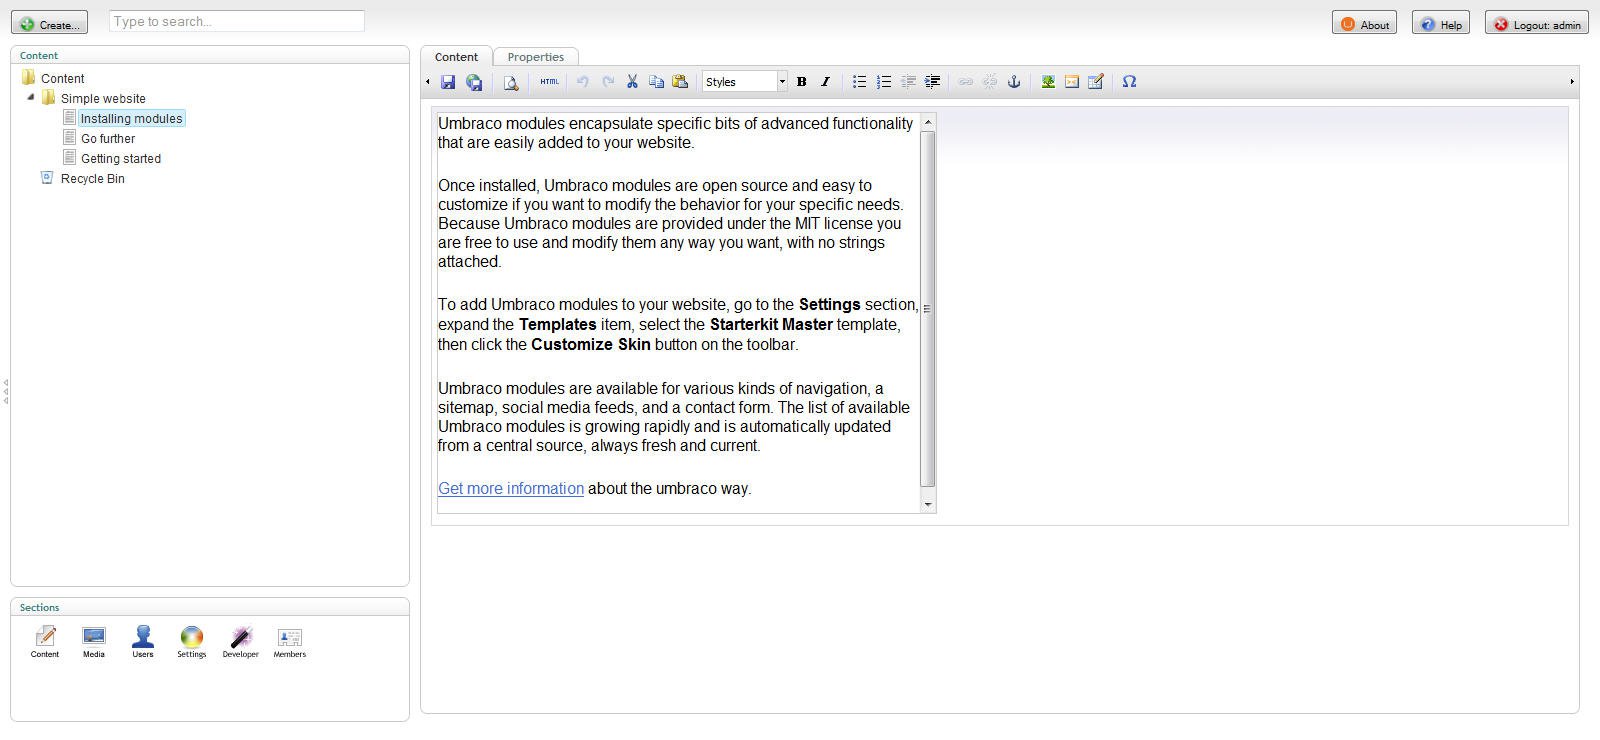 Create...
Type to search...
About
Help
Logout: admin
Content
Content
Simple website
Installing modules
Go further
Getting started
Recycle Bin
Sections
Content
Media
Users
Settings
Developer
Members
Content
Properties
HTML
Styles
B
I
Ω
Umbraco modules encapsulate specific bits of advanced functionality
that are easily added to your website.
Once installed, Umbraco modules are open source and easy to
customize if you want to modify the behavior for your specific needs.
Because Umbraco modules are provided under the MIT license you
are free to use and modify them any way you want, with no strings
attached.
To add Umbraco modules to your website, go to the Settings section,
expand the Templates item, select the Starterkit Master template,
then click the Customize Skin button on the toolbar.
Umbraco modules are available for various kinds of navigation, a
sitemap, social media feeds, and a contact form. The list of available
Umbraco modules is growing rapidly and is automatically updated
from a central source, always fresh and current.
Get more information about the umbraco way.